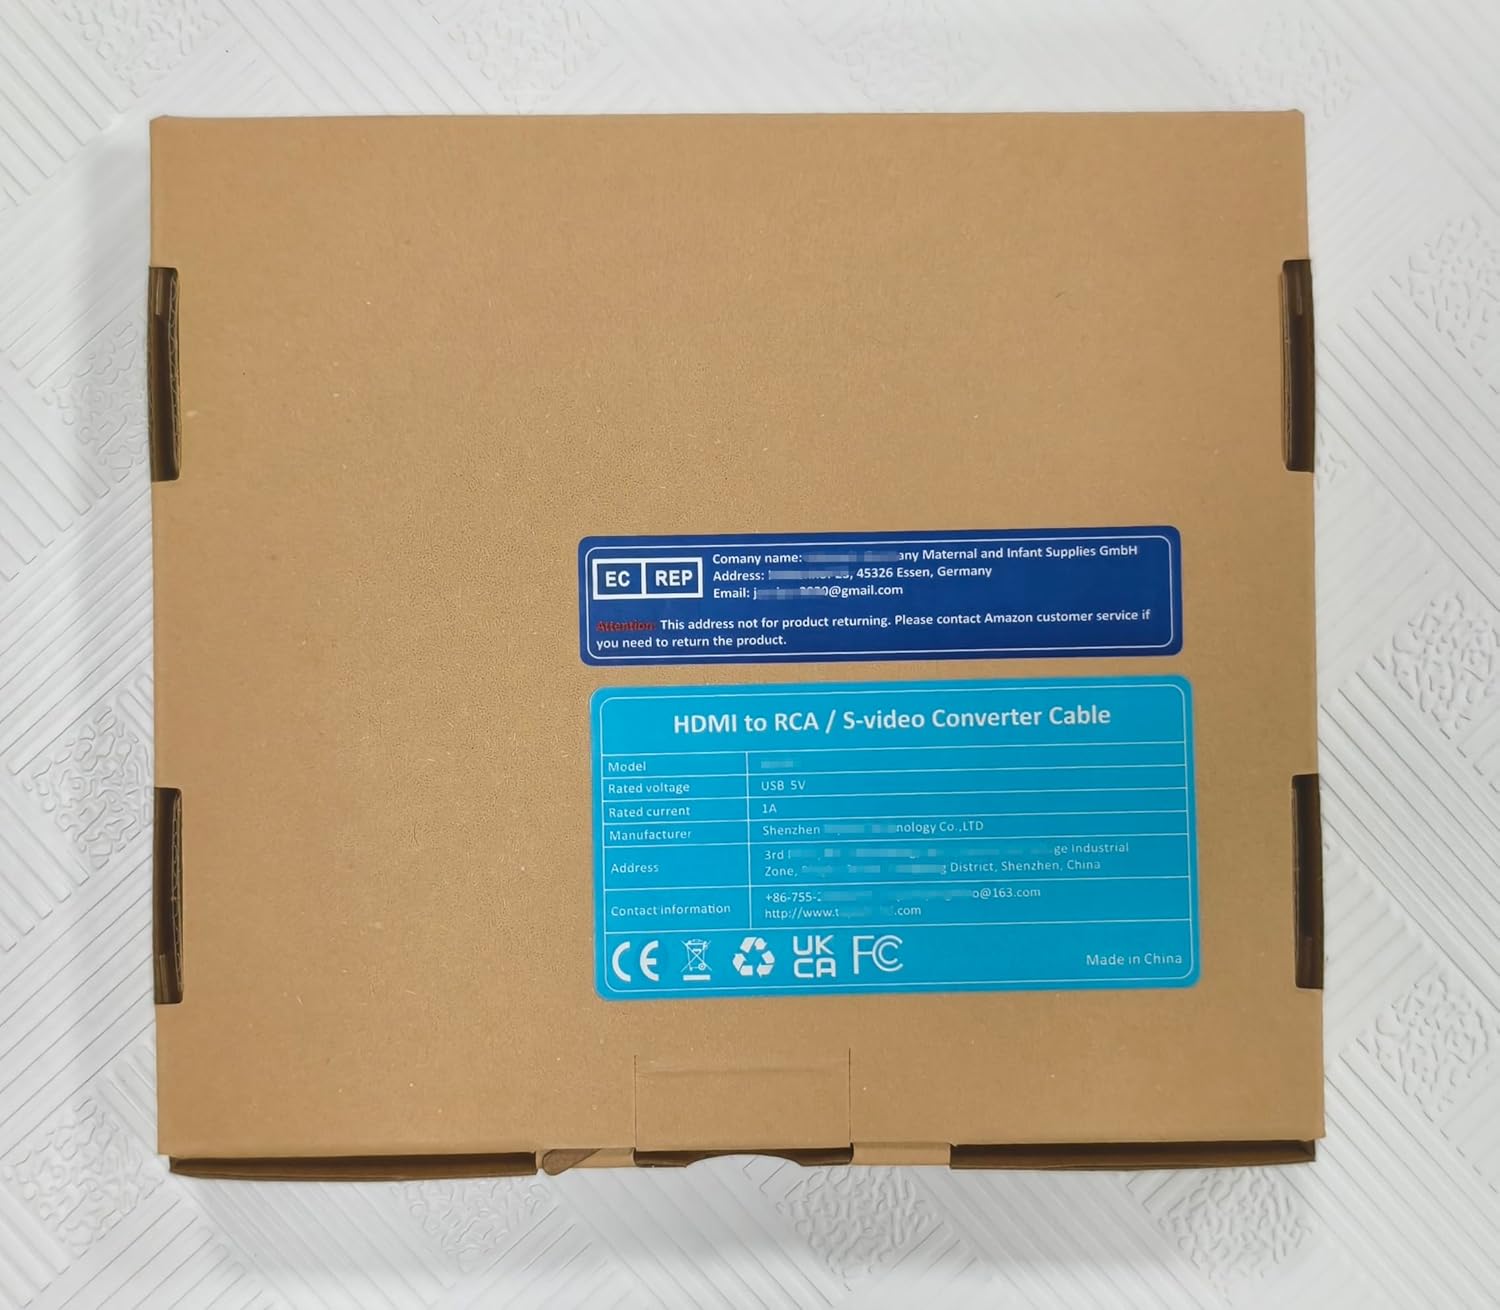 EC REP
Comany name: any Maternal and Infant Supplies GmbH
Address: , 45326 Essen, Germany
Email: @gmail.com
Attention: This address not for product returning. Please contact Amazon customer service if
you need to return the product.
HDMI to RCA / S-video Converter Cable
Model
Rated voltage USB 5V
Rated current 1A
Manufacturer Shenzhen nology Co.,LTD
Address 3rd ge Industrial
Zone, District, Shenzhen, China
Contact information +86-755- o@163.com
http://www.t .com
CE UK CA FC
Made in China